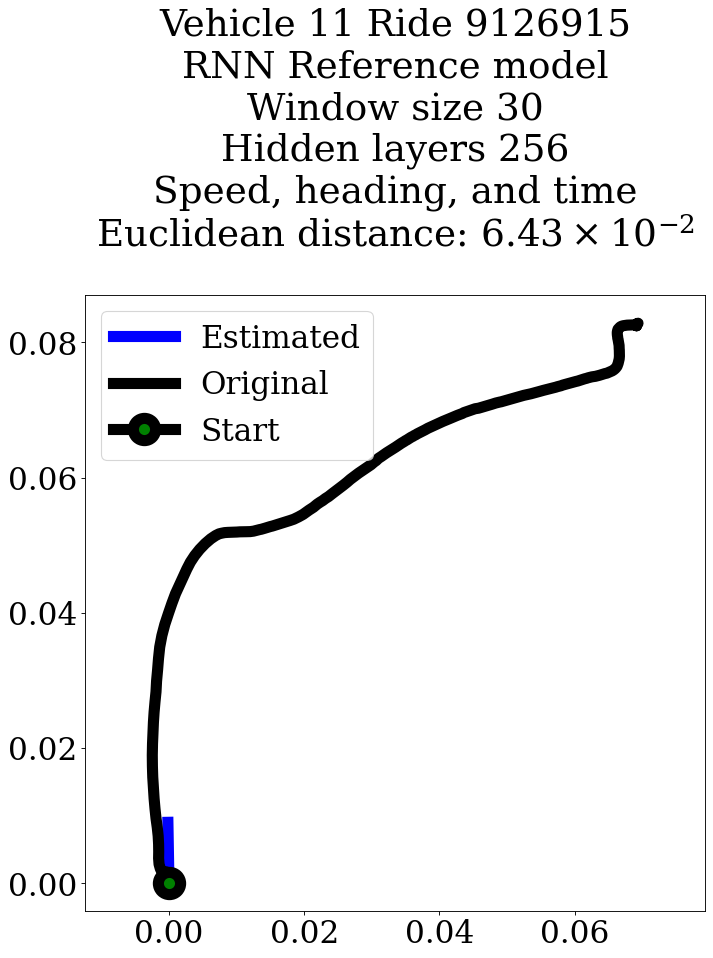 Vehicle 11 Ride 9126915
RNN Reference model
Window size 30
Hidden layers 256
Speed, heading, and time
Euclidean distance: 6.43 × 10⁻²
Estimated
Original
Start
0.08
0.06
0.04
0.02
0.00
0.00 0.02 0.04 0.06